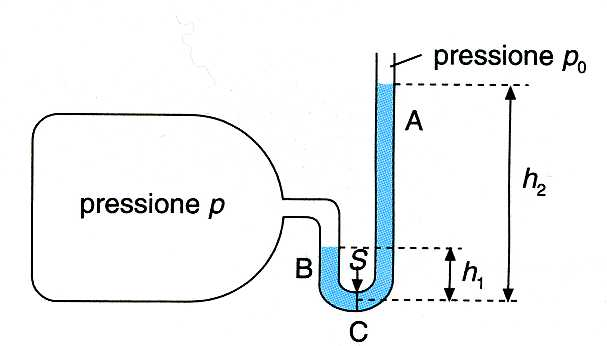 pressione p₀
A
h₂
pressione p
B
S
h₁
C